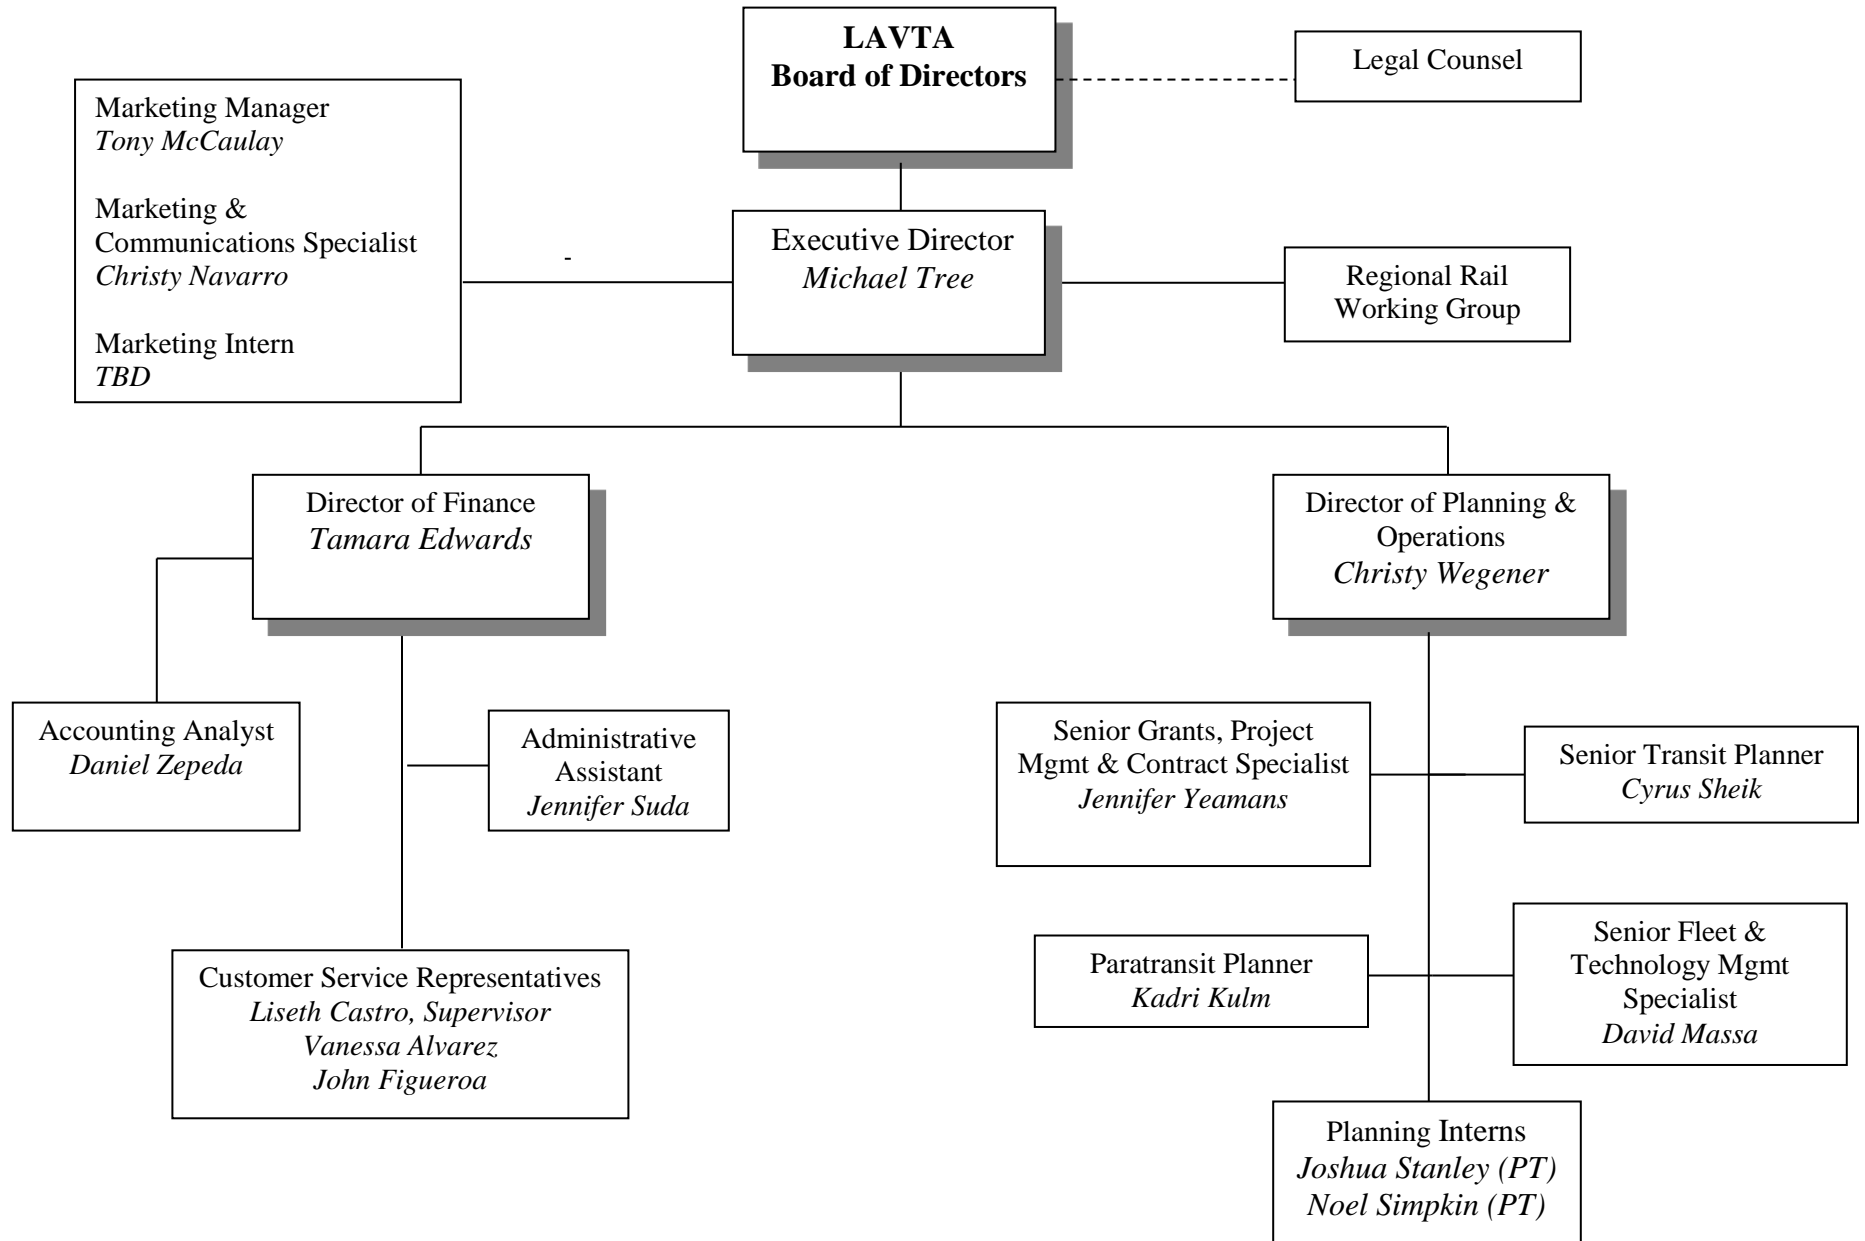 LAVTA
Board of Directors
Legal Counsel
Marketing Manager
Tony McCaulay
Marketing &
Communications Specialist
Christy Navarro
Marketing Intern
TBD
-
Executive Director
Michael Tree
Regional Rail
Working Group
Director of Finance
Tamara Edwards
Director of Planning &
Operations
Christy Wegener
Accounting Analyst
Daniel Zepeda
Administrative
Assistant
Jennifer Suda
Senior Grants, Project
Mgmt & Contract Specialist
Jennifer Yeamans
Senior Transit Planner
Cyrus Sheik
Customer Service Representatives
Liseth Castro, Supervisor
Vanessa Alvarez
John Figueroa
Paratransit Planner
Kadri Kulm
Senior Fleet &
Technology Mgmt
Specialist
David Massa
Planning Interns
Joshua Stanley (PT)
Noel Simpkin (PT)